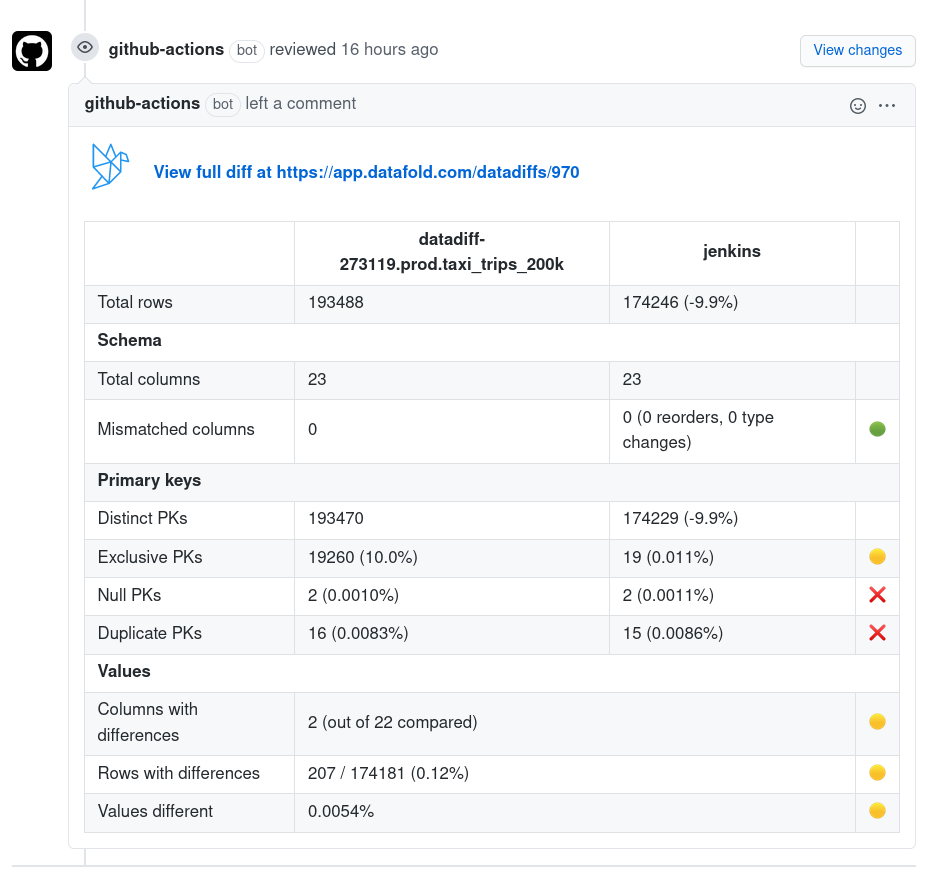 github-actions bot reviewed 16 hours ago
View changes
github-actions bot left a comment
View full diff at https://app.datafold.com/datadiffs/970
datadiff-
273119.prod.taxi_trips_200k
jenkins
Total rows 193488 174246 (-9.9%)
Schema
Total columns 23 23
Mismatched columns 0 0 (0 reorders, 0 type
changes)
Primary keys
Distinct PKs 193470 174229 (-9.9%)
Exclusive PKs 19260 (10.0%) 19 (0.011%)
Null PKs 2 (0.0010%) 2 (0.0011%)
Duplicate PKs 16 (0.0083%) 15 (0.0086%)
Values
Columns with
differences
2 (out of 22 compared)
Rows with differences 207 / 174181 (0.12%)
Values different 0.0054%